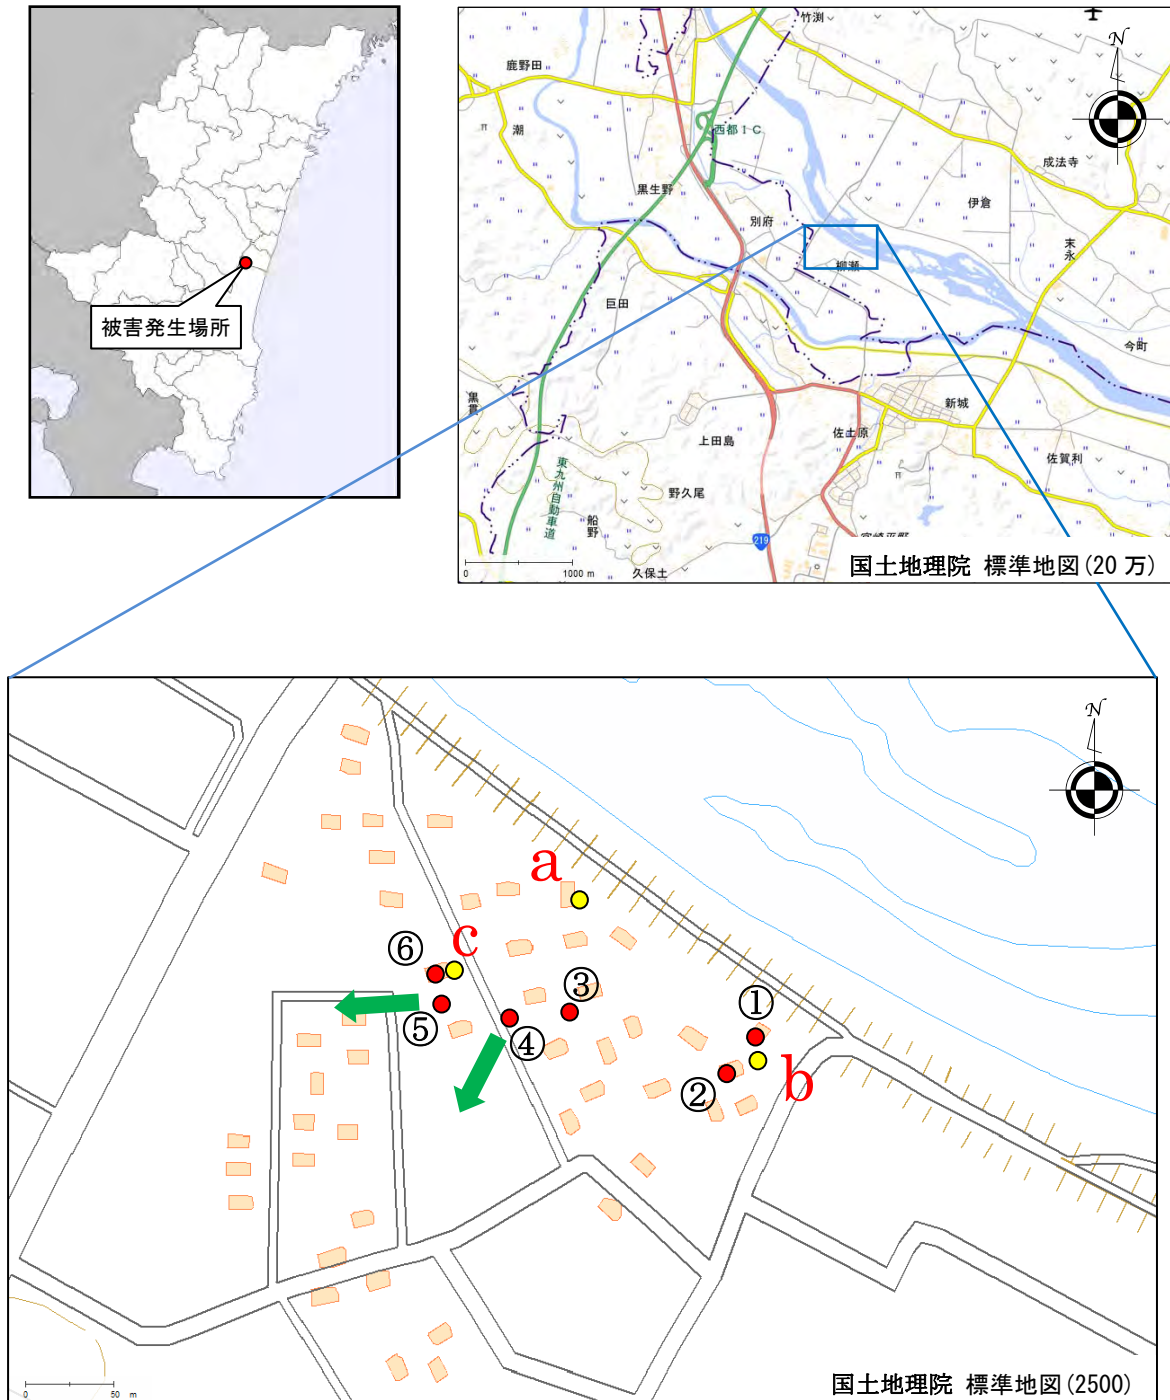 被害発生場所
竹渕
N
鹿野田
潮
西都IC
成法寺
黒生野
伊倉
別府
末永
柳瀬
巨田
今町
黒貫
新城
上田島
佐土原
佐賀利
東九州自動車道
野久尾
船野
219
0 1000 m
久保土
国土地理院 標準地図(20万)
N
a
c
⑥
③
①
⑤
④
②
b
0 50 m
国土地理院 標準地図(2500)